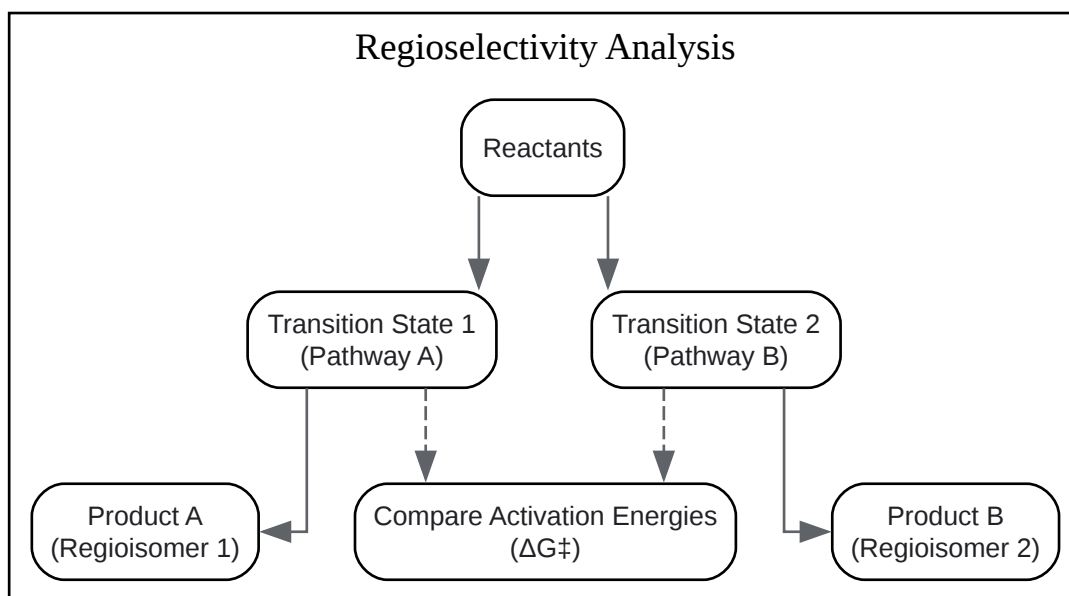 Regioselectivity Analysis
Reactants
Transition State 1
(Pathway A)
Transition State 2
(Pathway B)
Product A
(Regioisomer 1)
Compare Activation Energies
(ΔG‡)
Product B
(Regioisomer 2)